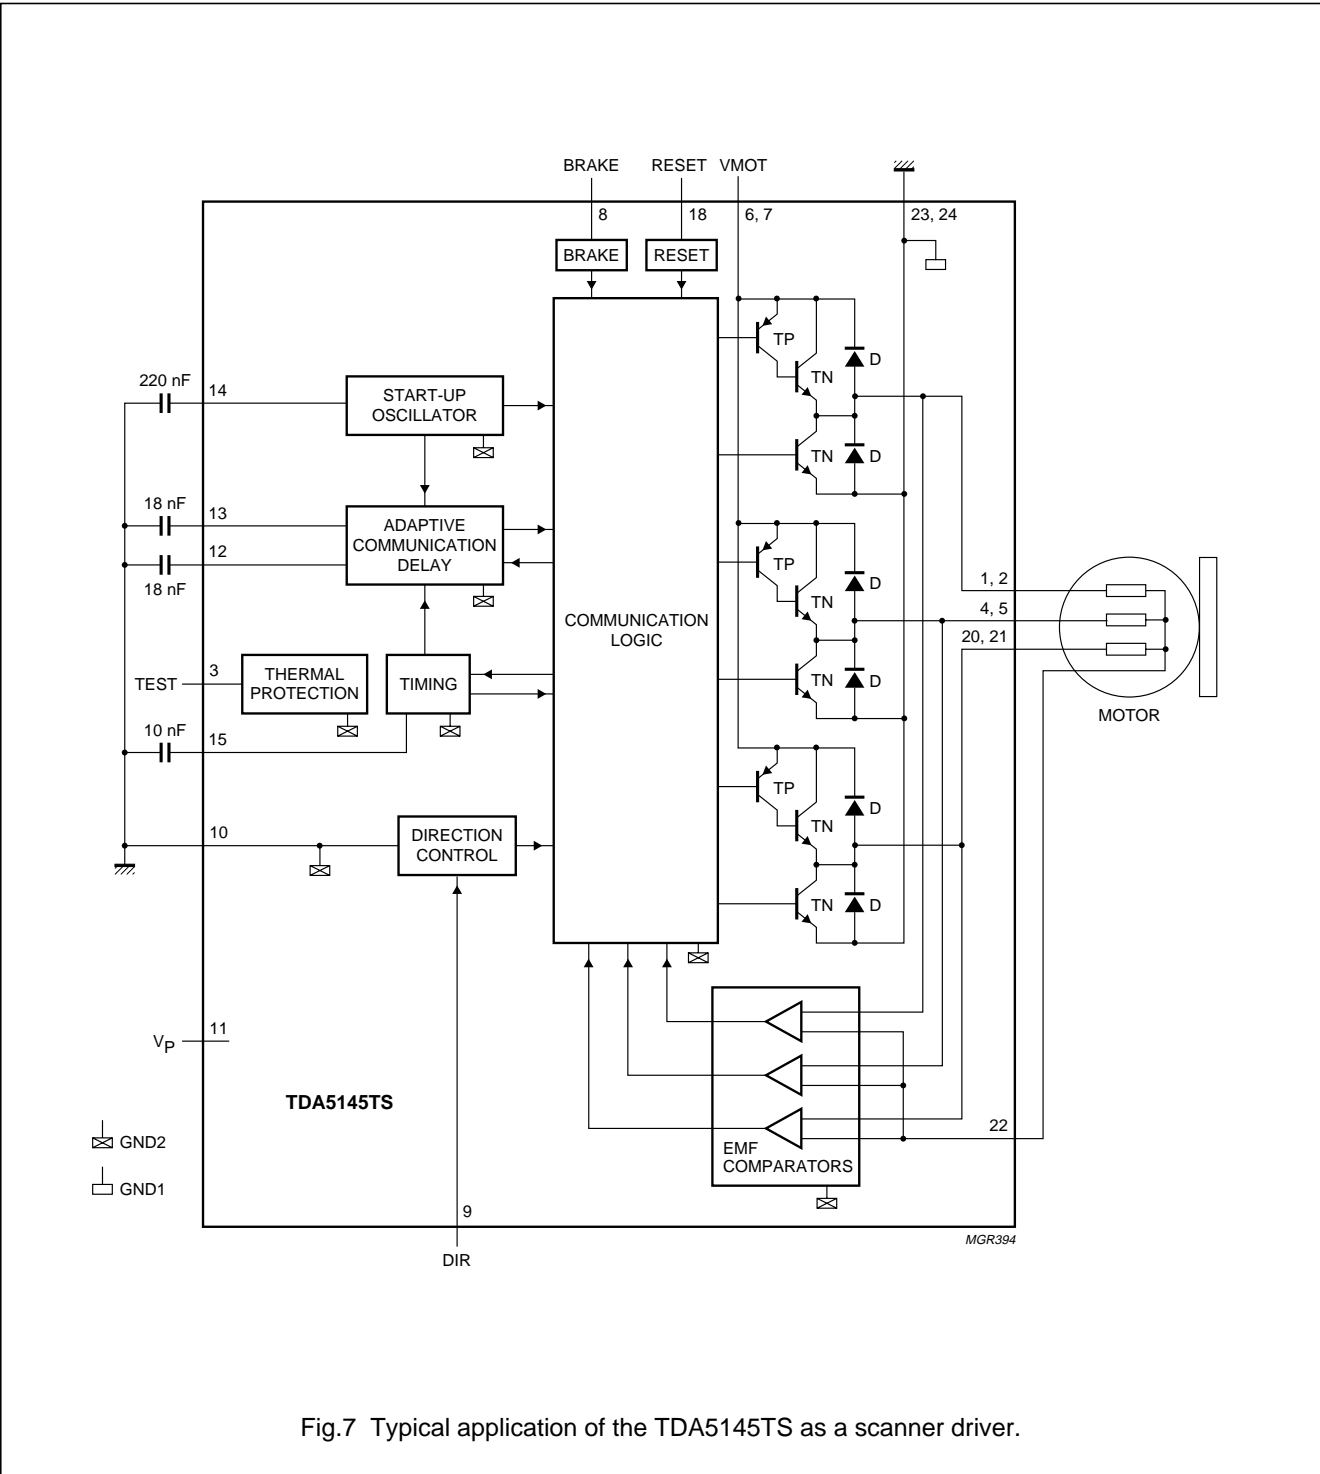 BRAKE RESET VMOT
8 18 6, 7 23, 24
BRAKE RESET
TP
D
TN
220 nF 14
START-UP
OSCILLATOR
TN D
18 nF 13
ADAPTIVE
COMMUNICATION
DELAY
12
18 nF
TP
D
TN
1, 2
4, 5
20, 21
COMMUNICATION
LOGIC
TEST 3
THERMAL
PROTECTION
TIMING
TN D
MOTOR
10 nF 15
TP
D
TN
10
DIRECTION
CONTROL
TN D
VP 11
TDA5145TS
GND2
GND1
EMF
COMPARATORS
22
9
DIR
MGR394
Fig.7 Typical application of the TDA5145TS as a scanner driver.